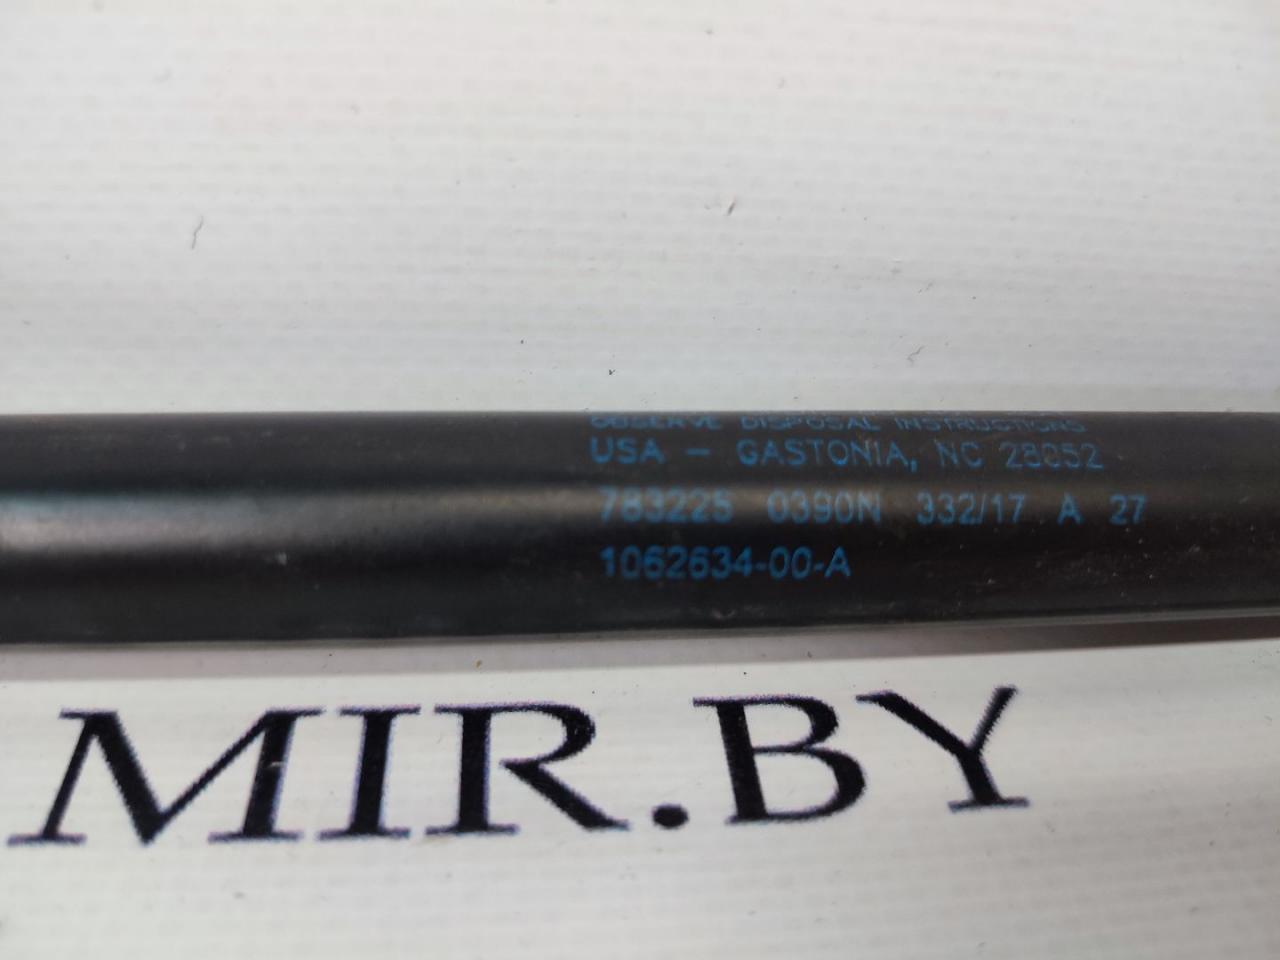 OBSERVE DISPOSAL INSTRUCTIONS
USA - GASTONIA, NC 28052
783225 0390N 332/17 A 27
1062634-00-A
MIR.BY